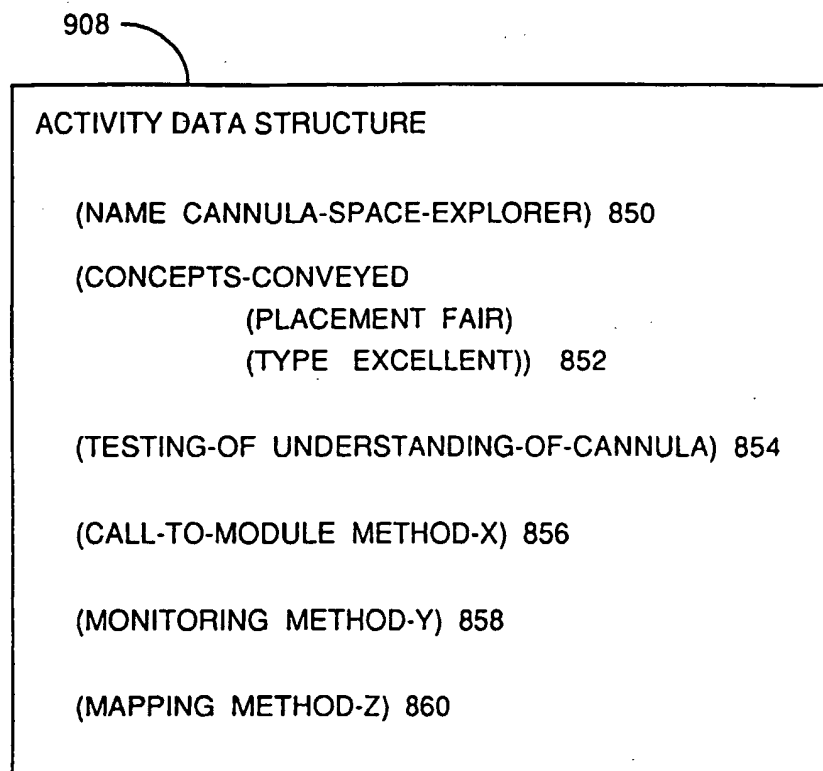 908
ACTIVITY DATA STRUCTURE
(NAME CANNULA-SPACE-EXPLORER) 850
(CONCEPTS-CONVEYED
(PLACEMENT FAIR)
(TYPE EXCELLENT)) 852
(TESTING-OF UNDERSTANDING-OF-CANNULA) 854
(CALL-TO-MODULE METHOD-X) 856
(MONITORING METHOD-Y) 858
(MAPPING METHOD-Z) 860